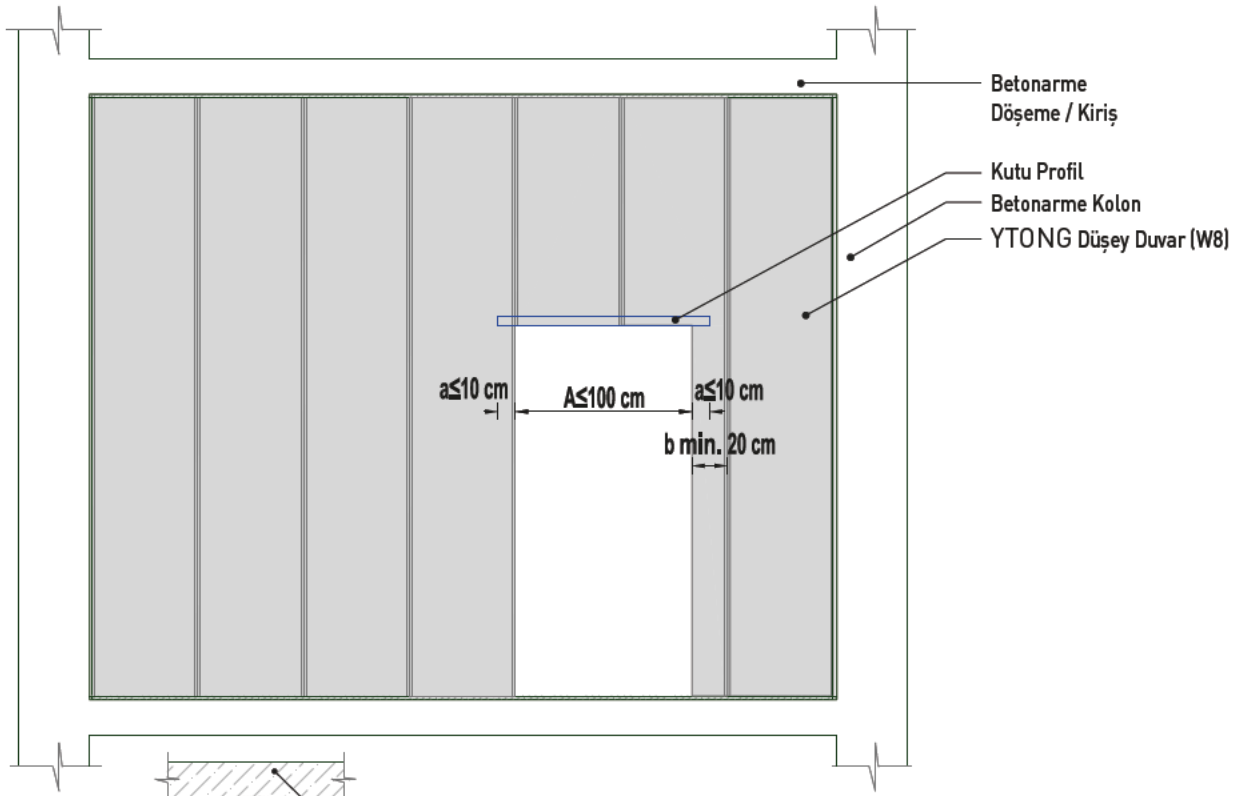 Betonarme
Döşeme / Kiriş
Kutu Profil
Betonarme Kolon
YTONG Düşey Duvar (W8)
a≤10 cm
A≤100 cm
a≤10 cm
b min. 20 cm